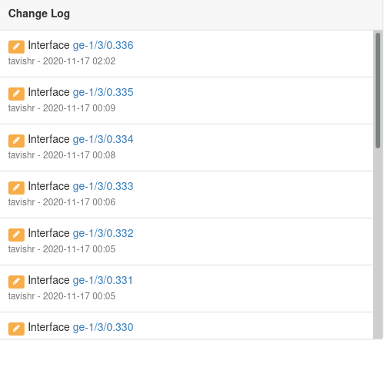 Change Log
Interface ge-1/3/0.336
tavishr - 2020-11-17 02:02
Interface ge-1/3/0.335
tavishr - 2020-11-17 00:09
Interface ge-1/3/0.334
tavishr - 2020-11-17 00:08
Interface ge-1/3/0.333
tavishr - 2020-11-17 00:06
Interface ge-1/3/0.332
tavishr - 2020-11-17 00:05
Interface ge-1/3/0.331
tavishr - 2020-11-17 00:05
Interface ge-1/3/0.330